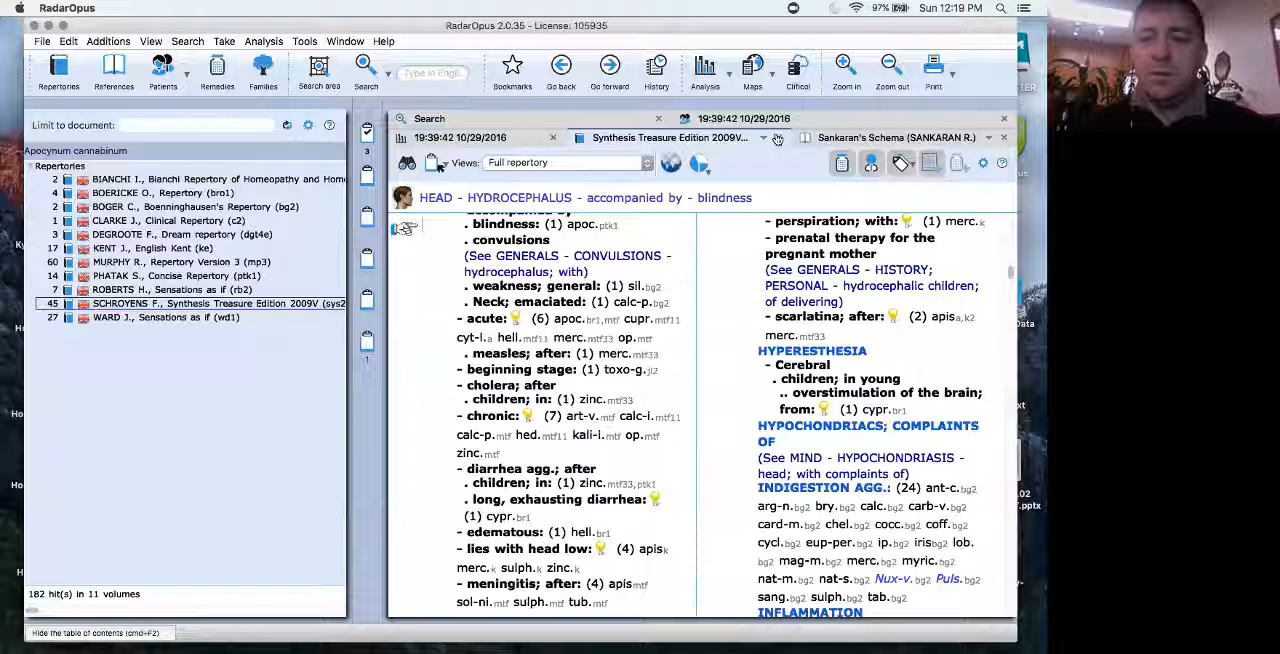 RadarOpus
97%
Sun 12:19 PM
RadarOpus 2.0.35 - License: 105935
File Edit Additions View Search Take Analysis Tools Window Help
Repertories References Patients Remedies Families Search area Search Type in Engli Bookmarks Go back Go forward History Analysis Maps Clificol Zoom in Zoom out Print
Limit to document:
Apocynum cannabinum
Repertories
2 BIANCHI I., Bianchi Repertory of Homeopathy and Home
4 BOERICKE O., Repertory (bro1)
2 BOGER C., Boenninghausen's Repertory (bg2)
1 CLARKE J., Clinical Repertory (c2)
3 DEGROOTE F., Dream repertory (dgt4e)
17 KENT J., English Kent (ke)
60 MURPHY R., Repertory Version 3 (mp3)
14 PHATAK S., Concise Repertory (ptk1)
7 ROBERTS H., Sensations as if (rb2)
45 SCHROYENS F., Synthesis Treasure Edition 2009V (sys2
27 WARD J., Sensations as if (wd1)
182 hit(s) in 11 volumes
Hide the table of contents (cmd+F2)
3
1
Search
19:39:42 10/29/2016
19:39:42 10/29/2016
Synthesis Treasure Edition 2009V...
Sankaran's Schema (SANKARAN R.)
Views: Full repertory
HEAD - HYDROCEPHALUS - accompanied by - blindness
. blindness: (1) apoc.ptk1
. convulsions
(See GENERALS - CONVULSIONS -
hydrocephalus; with)
. weakness; general: (1) sil.bg2
. Neck; emaciated: (1) calc-p.bg2
- acute: (6) apoc.br1,mtf cupr.mtf11
cyt-l.a hell.mtf11 merc.mtf33 op.mtf
. measles; after: (1) merc.mtf33
- beginning stage: (1) toxo-g.jl2
- cholera; after
. children; in: (1) zinc.mtf33
- chronic: (7) art-v.mtf calc-i.mtf11
calc-p.mtf hed.mtf11 kali-i.mtf op.mtf
zinc.mtf
- diarrhea agg.; after
. children; in: (1) zinc.mtf33,ptk1
. long, exhausting diarrhea:
(1) cypr.br1
- edematous: (1) hell.br1
- lies with head low: (4) apisk
merc.k sulph.k zinc.k
- meningitis; after: (4) apismtf
sol-ni.mtf sulph.mtf tub.mtf
- perspiration; with: (1) merc.k
- prenatal therapy for the
pregnant mother
(See GENERALS - HISTORY;
PERSONAL - hydrocephalic children;
of delivering)
- scarlatina; after: (2) apisa,k2
merc.mtf33
HYPERESTHESIA
- Cerebral
. children; in young
.. overstimulation of the brain;
from: (1) cypr.br1
HYPOCHONDRIACS; COMPLAINTS
OF
(See MIND - HYPOCHONDRIASIS -
head; with complaints of)
INDIGESTION AGG.: (24) ant-c.bg2
arg-n.bg2 bry.bg2 calc.bg2 carb-v.bg2
card-m.bg2 chel.bg2 cocc.bg2 coff.bg2
cycl.bg2 eup-per.bg2 ip.bg2 irisbg2 lob.
bg2 mag-m.bg2 merc.bg2 myric.bg2
nat-m.bg2 nat-s.bg2 Nux-v.bg2 Puls.bg2
sang.bg2 sulph.bg2 tab.bg2
INFLAMMATION
Data
.02
r.pptx